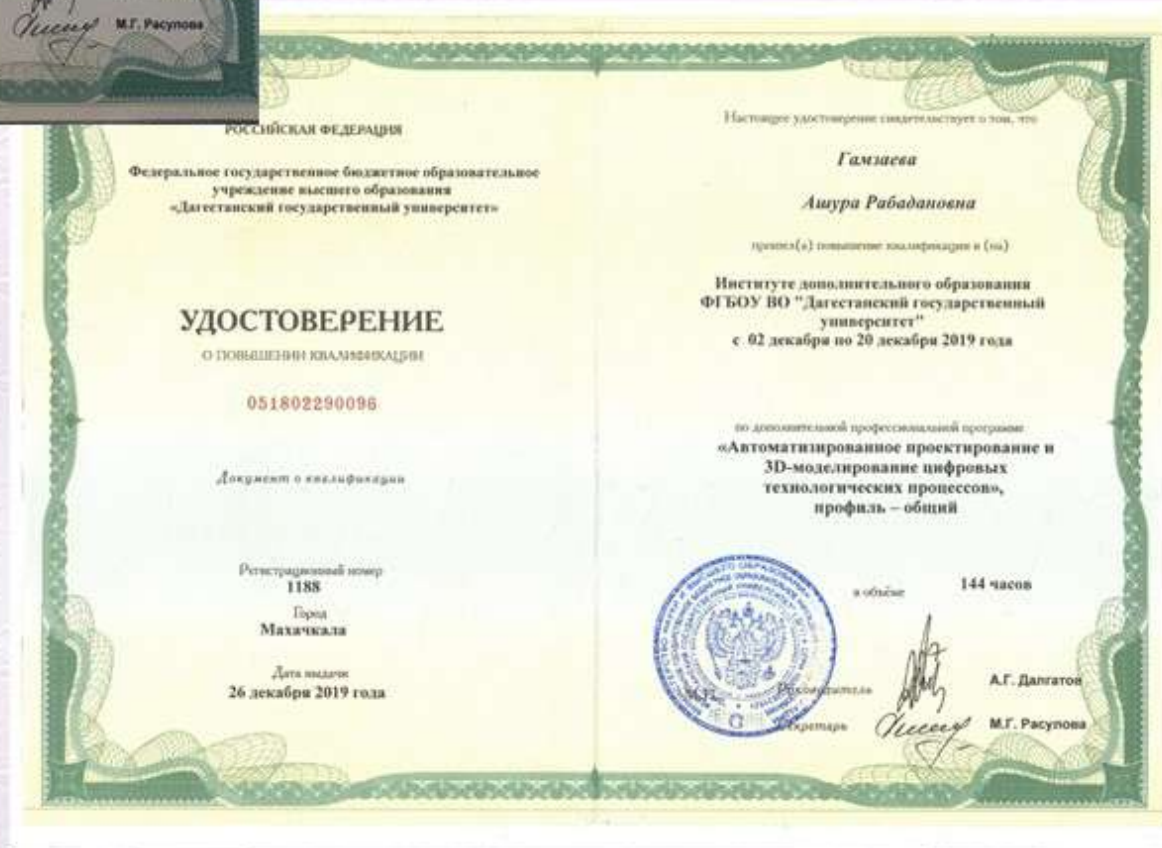 М.Г. Расулова
РОССИЙСКАЯ ФЕДЕРАЦИЯ
Федеральное государственное бюджетное образовательное
учреждение высшего образования
«Дагестанский государственный университет»
УДОСТОВЕРЕНИЕ
О ПОВЫШЕНИИ КВАЛИФИКАЦИИ
051802290096
Документ о квалификации
Регистрационный номер
1188
Город
Махачкала
Дата выдачи
26 декабря 2019 года
Настоящее удостоверение свидетельствует о том, что
Гамзаева
Ашура Рабадановна
прошел(а) повышение квалификации в (на)
Институте дополнительного образования
ФГБОУ ВО "Дагестанский государственный
университет"
с 02 декабря по 20 декабря 2019 года
по дополнительной профессиональной программе
«Автоматизированное проектирование и
3D-моделирование цифровых
технологических процессов»,
профиль – общий
в объёме 144 часов
М.П. Руководитель А.Г. Далгатов
Секретарь М.Г. Расулова